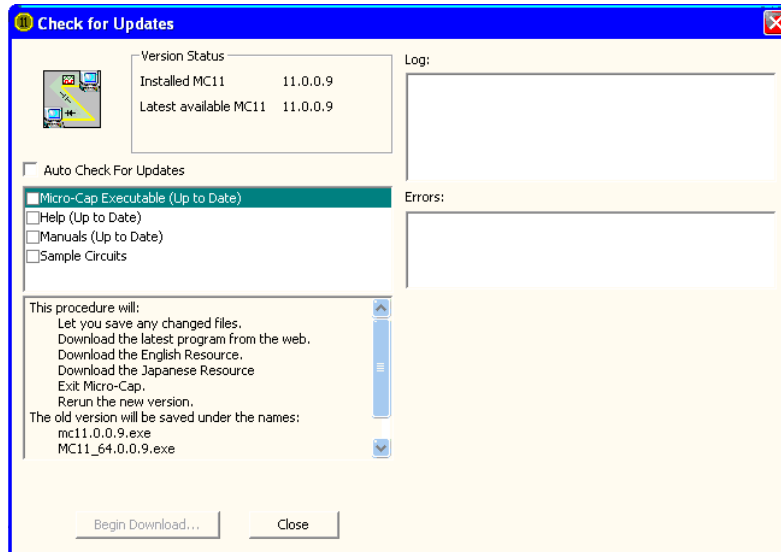 Check for Updates
Version Status
Installed MC11 11.0.0.9
Latest available MC11 11.0.0.9
Auto Check For Updates
Micro-Cap Executable (Up to Date)
Help (Up to Date)
Manuals (Up to Date)
Sample Circuits
This procedure will:
Let you save any changed files.
Download the latest program from the web.
Download the English Resource.
Download the Japanese Resource
Exit Micro-Cap.
Rerun the new version.
The old version will be saved under the names:
mc11.0.0.9.exe
MC11_64.0.0.9.exe
Begin Download...
Close
Log:
Errors: